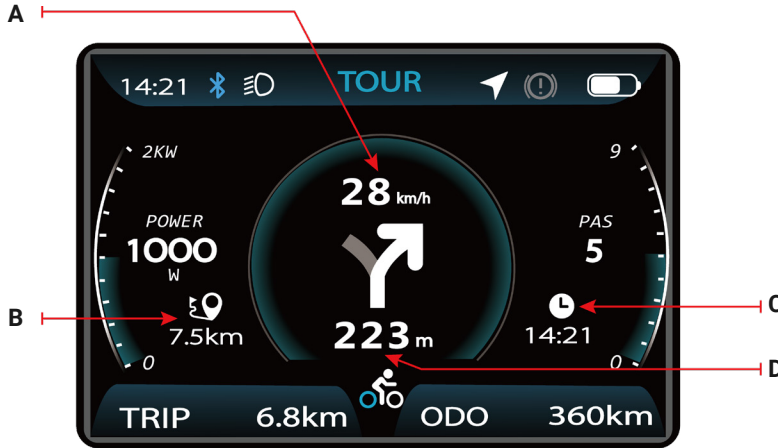 A
14:21 TOUR
2KW 9
28 km/h
POWER PAS
1000 5
W
B 7.5km C
223 m 14:21
0 0
D
TRIP 6.8km ODO 360km